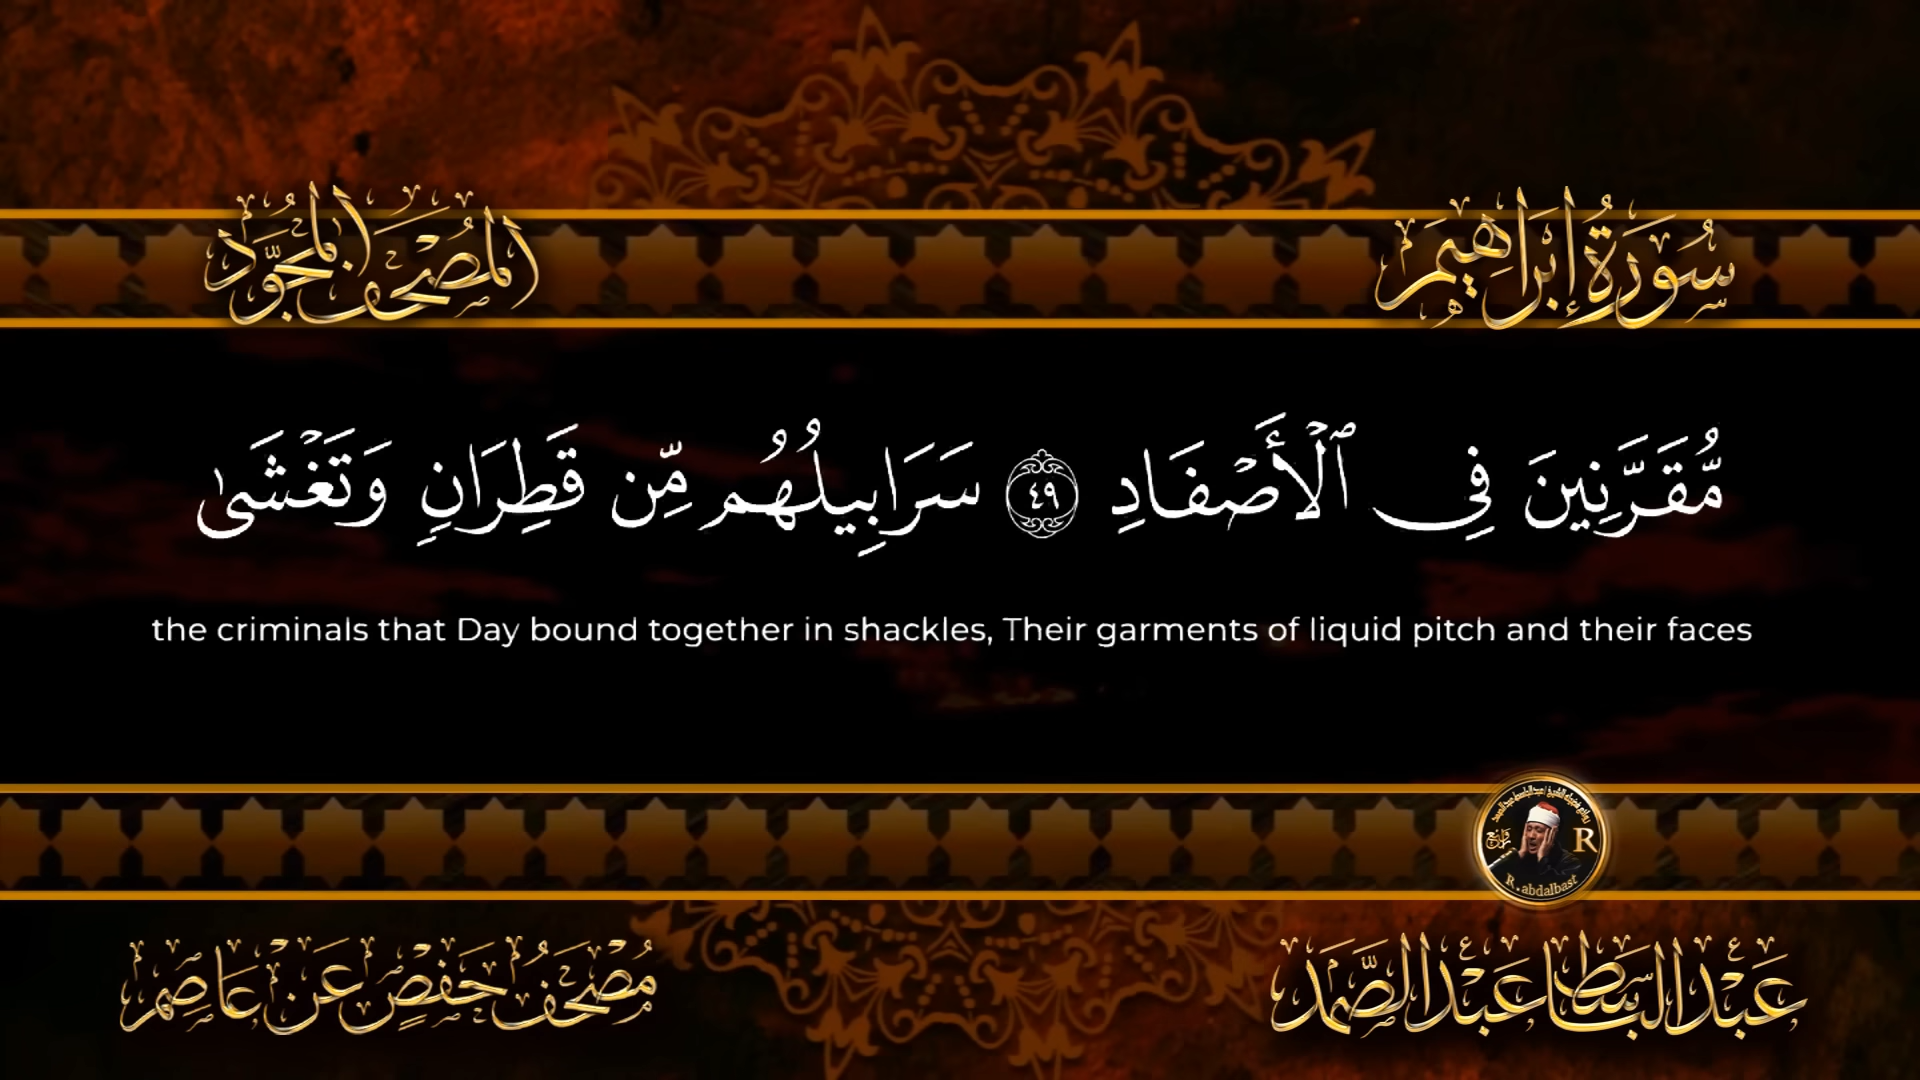 سُورَةُ إِبْرَاهِيمَ
المُصْحَفُ المُجَوَّد
مُّقَرَّنِينَ فِى ٱلْأَصْفَادِ ٤٩ سَرَابِيلُهُم مِّن قَطِرَانٍ وَتَغْشَىٰ
the criminals that Day bound together in shackles, Their garments of liquid pitch and their faces
R
R.abdalbast
عَبْدُ البَاسِط عَبْدُ الصَّمَد
مُصْحَفُ حَفْصٍ عَنْ عَاصِم